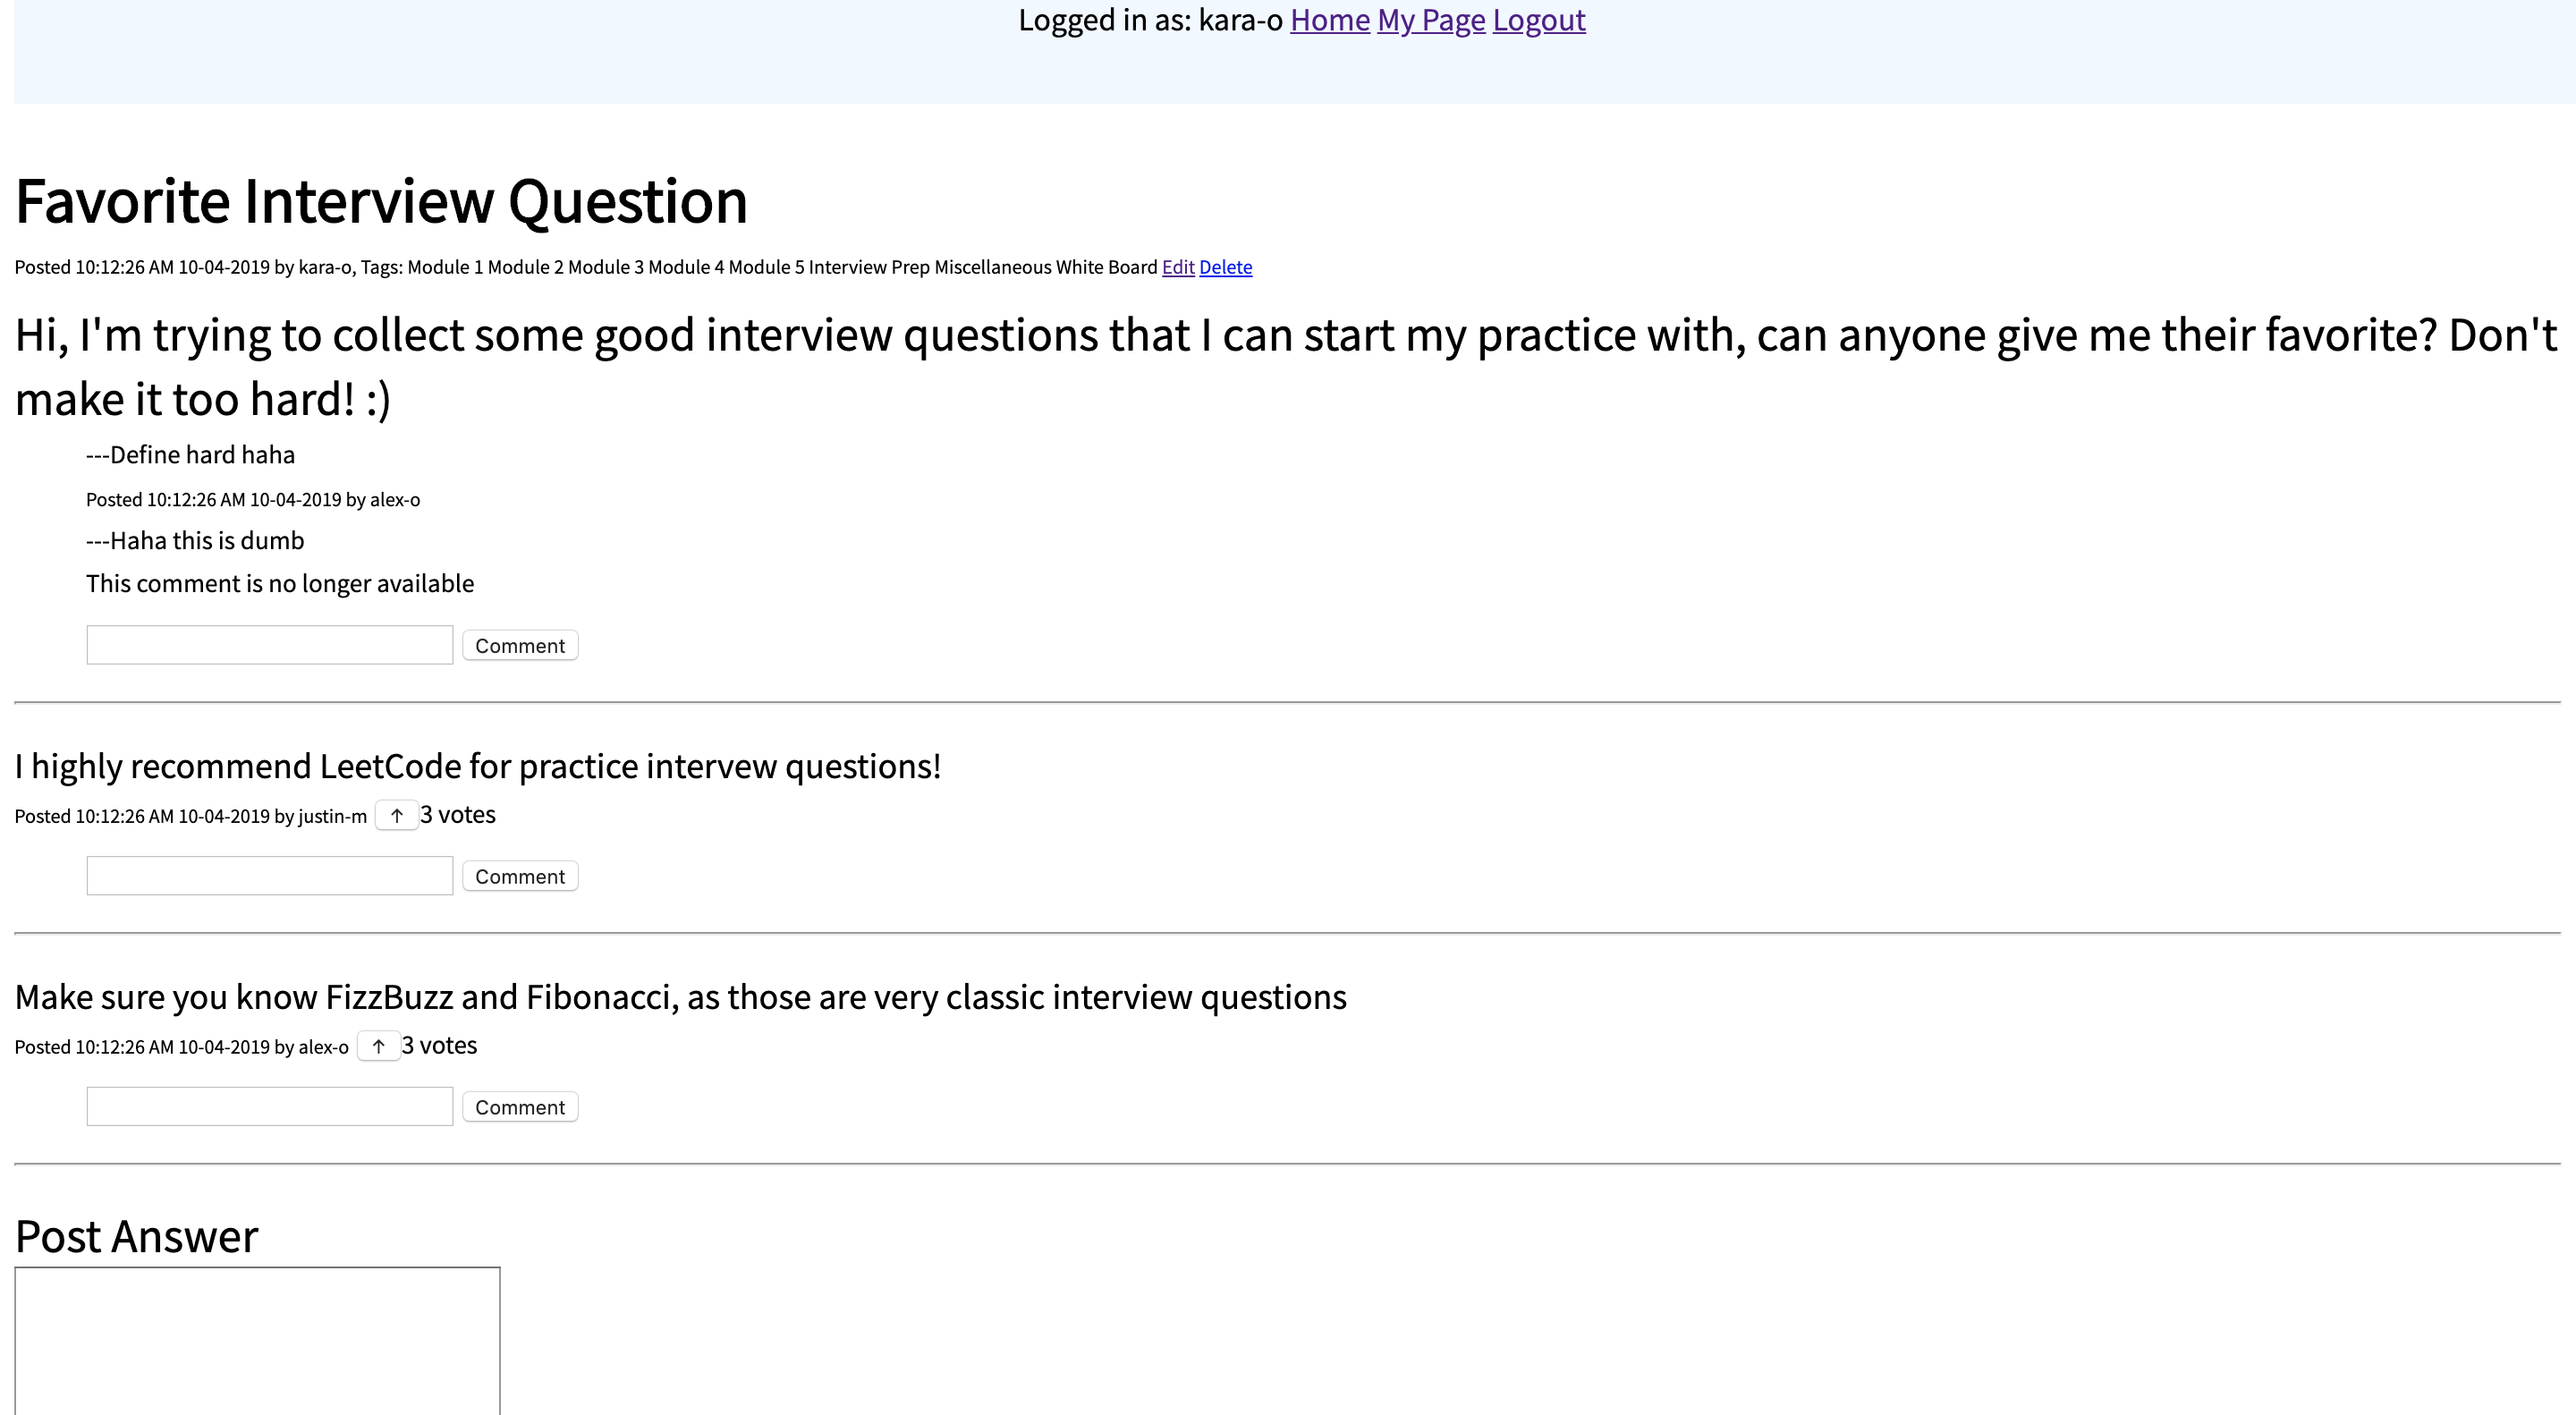 Logged in as: kara-o Home My Page Logout
Favorite Interview Question
Posted 10:12:26 AM 10-04-2019 by kara-o, Tags: Module 1 Module 2 Module 3 Module 4 Module 5 Interview Prep Miscellaneous White Board Edit Delete
Hi, I'm trying to collect some good interview questions that I can start my practice with, can anyone give me their favorite? Don't
make it too hard! :)
---Define hard haha
Posted 10:12:26 AM 10-04-2019 by alex-o
---Haha this is dumb
This comment is no longer available
Comment
I highly recommend LeetCode for practice intervew questions!
Posted 10:12:26 AM 10-04-2019 by justin-m ↑ 3 votes
Comment
Make sure you know FizzBuzz and Fibonacci, as those are very classic interview questions
Posted 10:12:26 AM 10-04-2019 by alex-o ↑ 3 votes
Comment
Post Answer